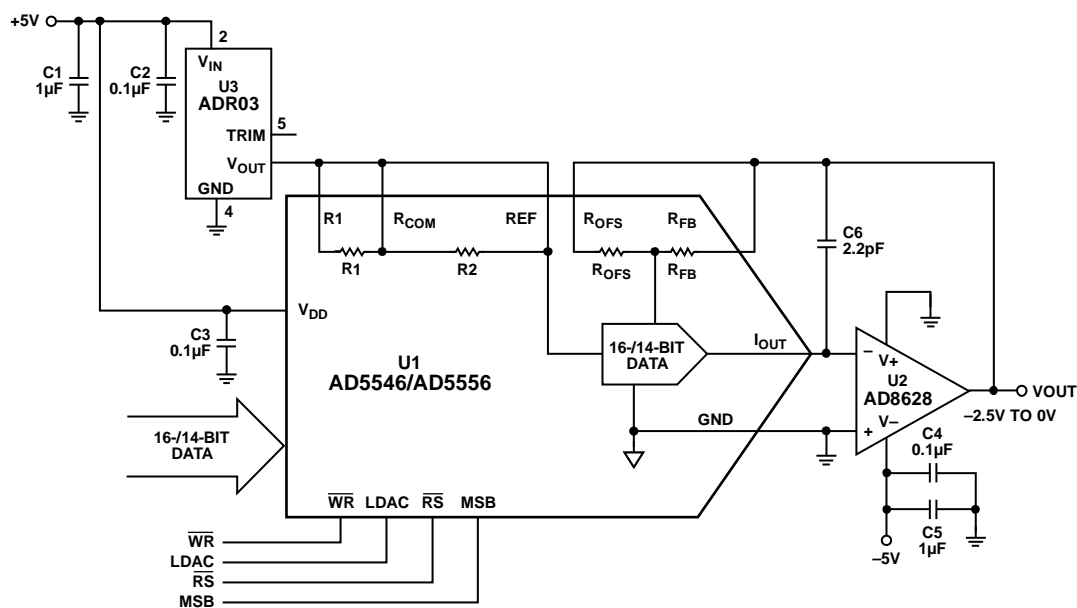 +5V
2
C1
1µF
C2
0.1µF
VIN
U3
ADR03
5
TRIM
VOUT
GND
4
R1
RCOM
REF
ROFS
RFB
C6
2.2pF
R1
R2
ROFS
RFB
VDD
C3
0.1µF
16-/14-BIT
DATA
IOUT
U1
AD5546/AD5556
–
V+
U2
AD8628
V–
+
VOUT
–2.5V TO 0V
GND
16-/14-BIT
DATA
C4
0.1µF
C5
1µF
–5V
WR LDAC RS MSB
WR
LDAC
RS
MSB